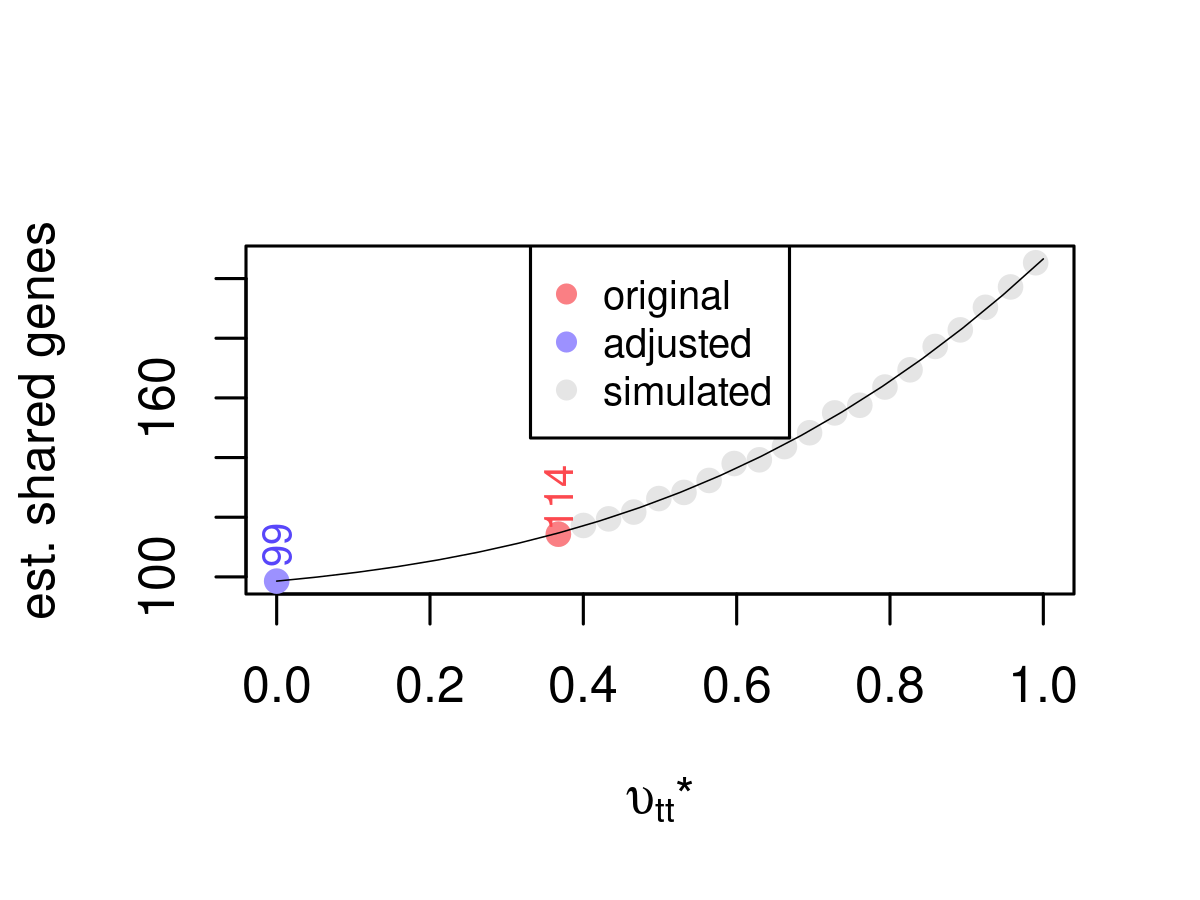 est. shared genes
160
100
original
adjusted
simulated
114
99
0.0 0.2 0.4 0.6 0.8 1.0
υtt*